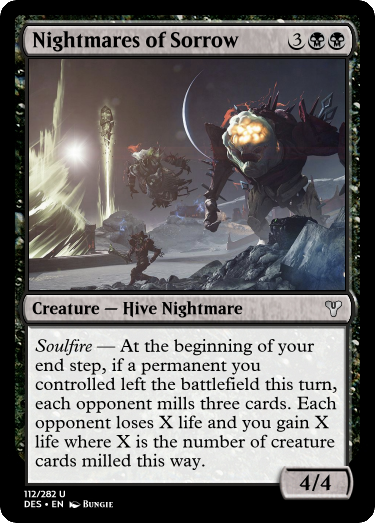 Nightmares of Sorrow 3
Creature — Hive Nightmare
Soulfire — At the beginning of your
end step, if a permanent you
controlled left the battlefield this turn,
each opponent mills three cards. Each
opponent loses X life and you gain X
life where X is the number of creature
cards milled this way.
4/4
112/282 U
DES • EN Bungie